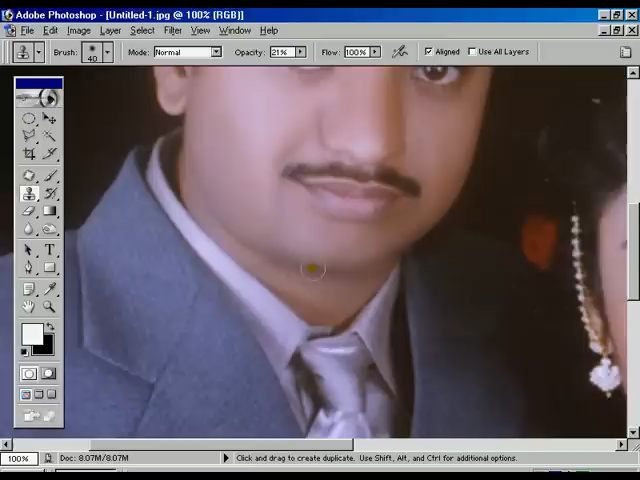 Adobe Photoshop - [Untitled-1.jpg @ 100% (RGB)]
File Edit Image Layer Select Filter View Window Help
Brush: 40 Mode: Normal Opacity: 21% Flow: 100% Aligned Use All Layers
T
100% Doc: 8.07M/8.07M Click and drag to create duplicate. Use Shift, Alt, and Ctrl for additional options.